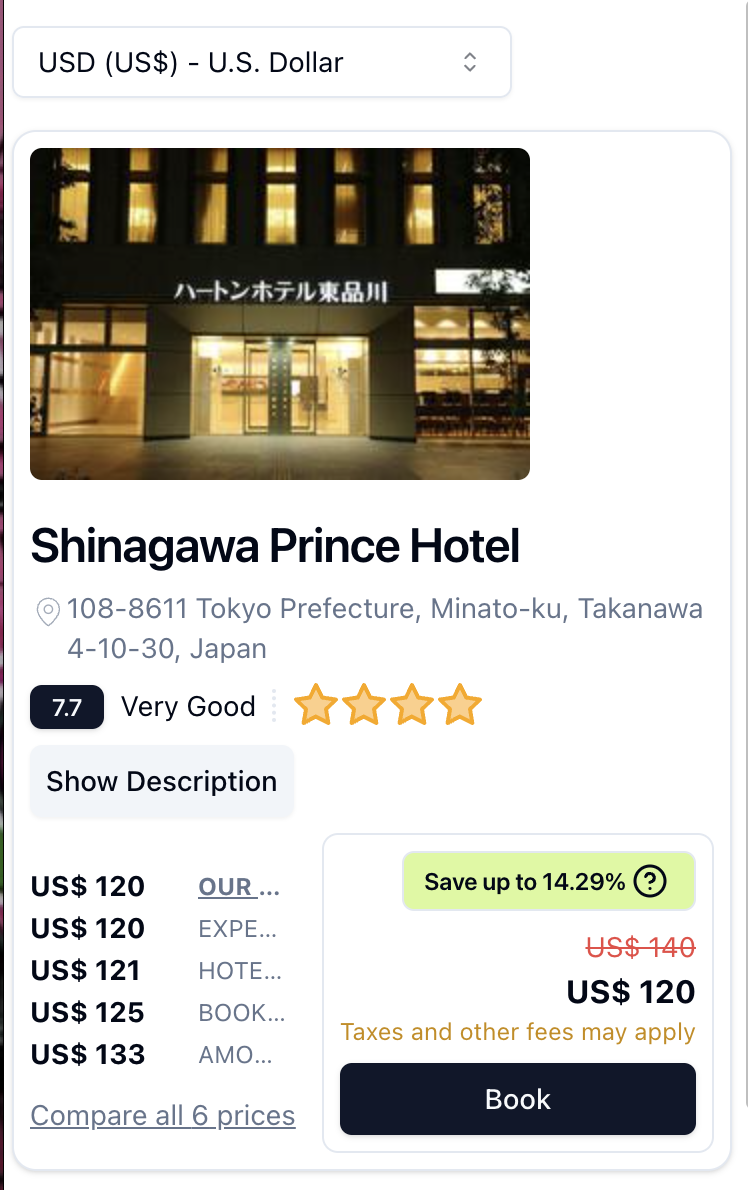 USD (US$) - U.S. Dollar
ハートンホテル東品川
Shinagawa Prince Hotel
108-8611 Tokyo Prefecture, Minato-ku, Takanawa
4-10-30, Japan
7.7 Very Good
Show Description
US$ 120 OUR ...
US$ 120 EXPE...
US$ 121 HOTE...
US$ 125 BOOK...
US$ 133 AMO...
Compare all 6 prices
Save up to 14.29% ?
US$ 140
US$ 120
Taxes and other fees may apply
Book